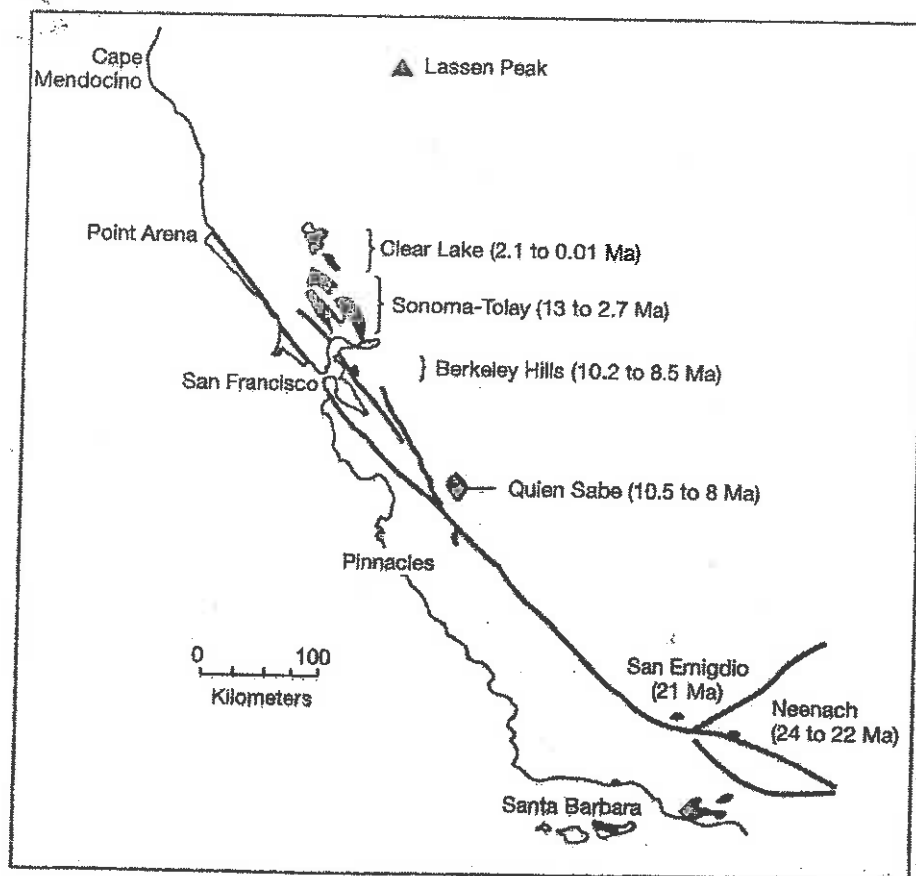 Cape
Mendocino
Lassen Peak
Point Arena
Clear Lake (2.1 to 0.01 Ma)
Sonoma-Tolay (13 to 2.7 Ma)
Berkeley Hills (10.2 to 8.5 Ma)
San Francisco
Quien Sabe (10.5 to 8 Ma)
Pinnacles
0 100
Kilometers
San Emigdio
(21 Ma)
Neenach
(24 to 22 Ma)
Santa Barbara